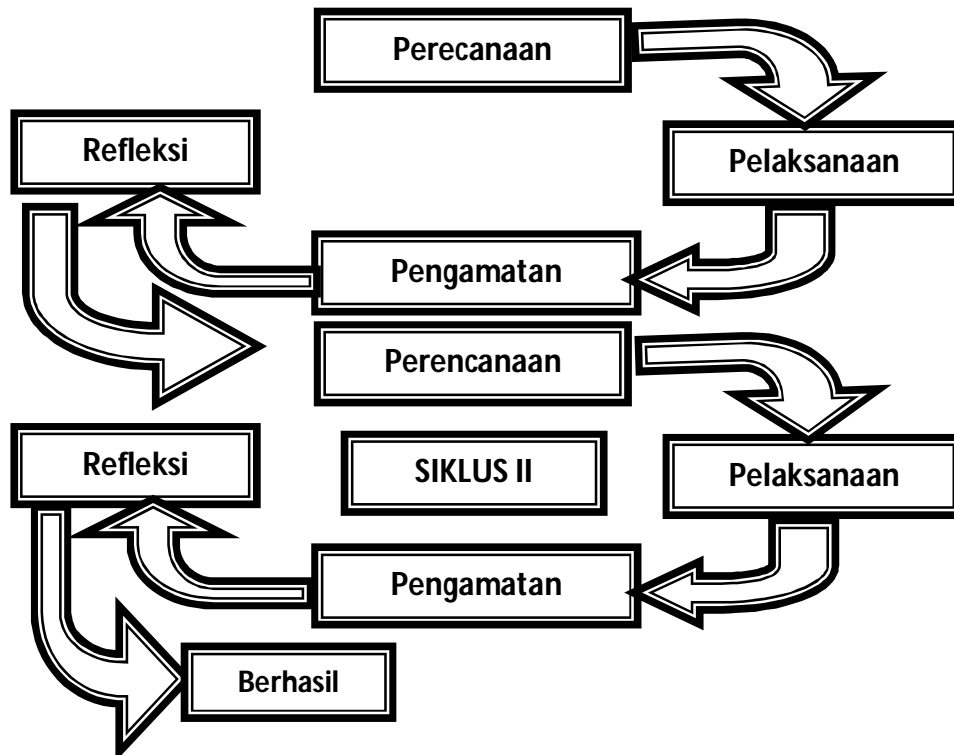 Perecanaan
Refleksi
Pelaksanaan
Pengamatan
Perencanaan
Refleksi
SIKLUS II
Pelaksanaan
Pengamatan
Berhasil